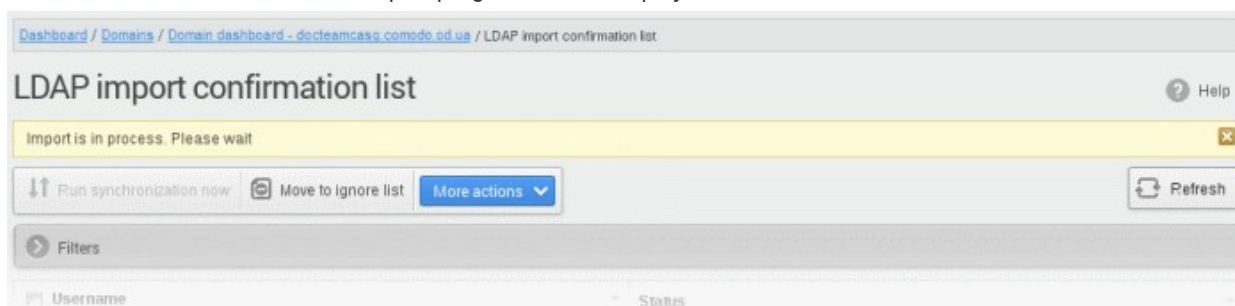 Dashboard / Domains / Domain dashboard - docteamcasg.comodo.od.ua / LDAP import confirmation list
LDAP import confirmation list
Help
Import is in process. Please wait
Run synchronization now
Move to ignore list
More actions
Refresh
Filters
Username
Status